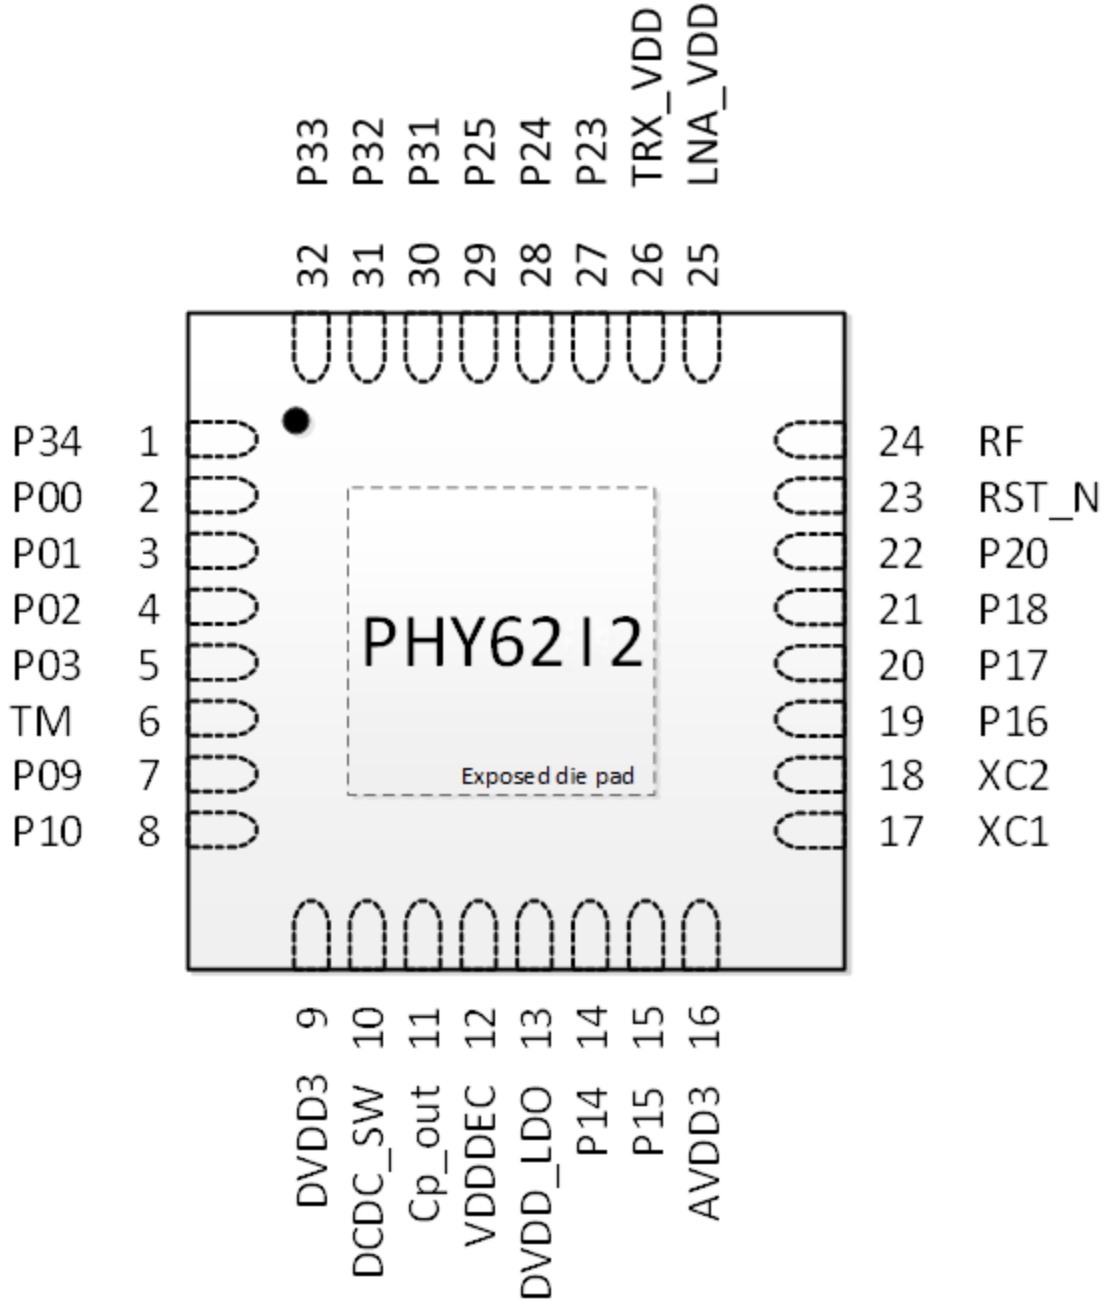 P33 P32 P31 P25 P24 P23 TRX_VDD LNA_VDD
32 31 30 29 28 27 26 25
P34 1 24 RF
P00 2 23 RST_N
P01 3 22 P20
P02 4 21 P18
P03 5 20 P17
TM 6 19 P16
P09 7 18 XC2
P10 8 17 XC1
PHY6212
Exposed die pad
9 10 11 12 13 14 15 16
DVDD3 DCDC_SW Cp_out VDDDEC DVDD_LDO P14 P15 AVDD3